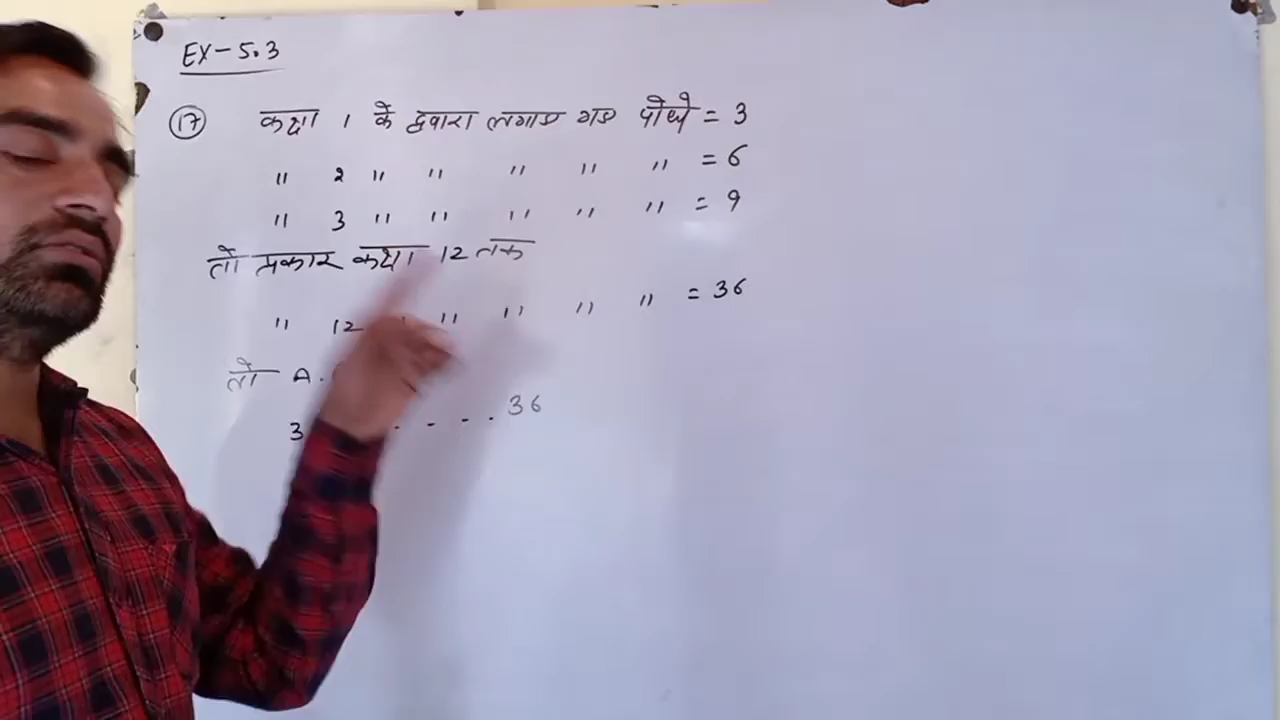 EX-5.3
17 कक्षा 1 के द्वारा लगाए गए पौधे = 3
" 2 " " " " " = 6
" 3 " " " " " = 9
तो प्रकार कक्षा 12 तक
" 12 " " " " = 36
तो A.
3 . . . . 36